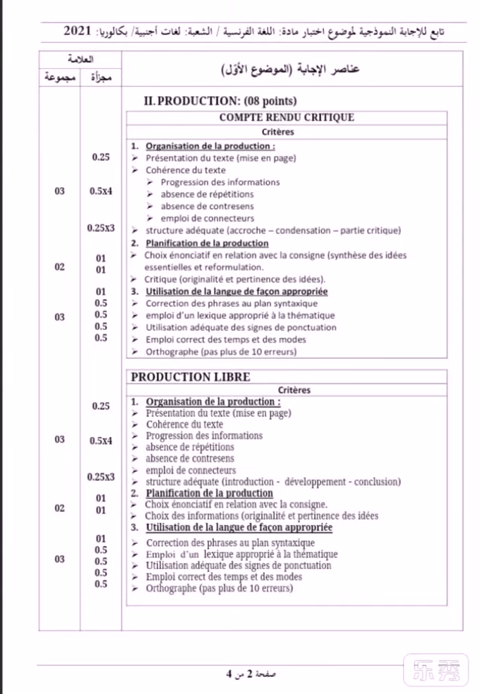 تابع للإجابة النموذجية لموضوع اختبار مادة: اللغة الفرنسية / الشعبة: لغات أجنبية/ بكالوريا: 2021
العلامة
عناصر الإجابة (الموضوع الأوّل)
مجموعة مجزأة
II. PRODUCTION: (08 points)
COMPTE RENDU CRITIQUE
Critères
1. Organisation de la production :
0.25 ➢ Présentation du texte (mise en page)
➢ Cohérence du texte
➢ Progression des informations
03 0.5x4 ➢ absence de répétitions
➢ absence de contresens
➢ emploi de connecteurs
0.25x3 ➢ structure adéquate (accroche – condensation – partie critique)
2. Planification de la production
01 ➢ Choix énonciatif en relation avec la consigne (synthèse des idées
02 01 essentielles et reformulation.
➢ Critique (originalité et pertinence des idées).
01 3. Utilisation de la langue de façon appropriée
0.5 ➢ Correction des phrases au plan syntaxique
03 0.5 ➢ emploi d'un lexique approprié à la thématique
0.5 ➢ Utilisation adéquate des signes de ponctuation
0.5 ➢ Emploi correct des temps et des modes
➢ Orthographe (pas plus de 10 erreurs)
PRODUCTION LIBRE
Critères
0.25 1. Organisation de la production :
➢ Présentation du texte (mise en page)
➢ Cohérence du texte
03 0.5x4 ➢ Progression des informations
➢ absence de répétitions
➢ absence de contresens
➢ emploi de connecteurs
0.25x3 ➢ structure adéquate (introduction - développement - conclusion)
01 2. Planification de la production
02 01 ➢ Choix énonciatif en relation avec la consigne.
➢ Choix des informations (originalité et pertinence des idées
3. Utilisation de la langue de façon appropriée
01 ➢ Correction des phrases au plan syntaxique
0.5 ➢ Emploi d'un lexique approprié à la thématique
03 0.5 ➢ Utilisation adéquate des signes de ponctuation
0.5 ➢ Emploi correct des temps et des modes
0.5 ➢ Orthographe (pas plus de 10 erreurs)
صفحة 2 من 4
乐秀